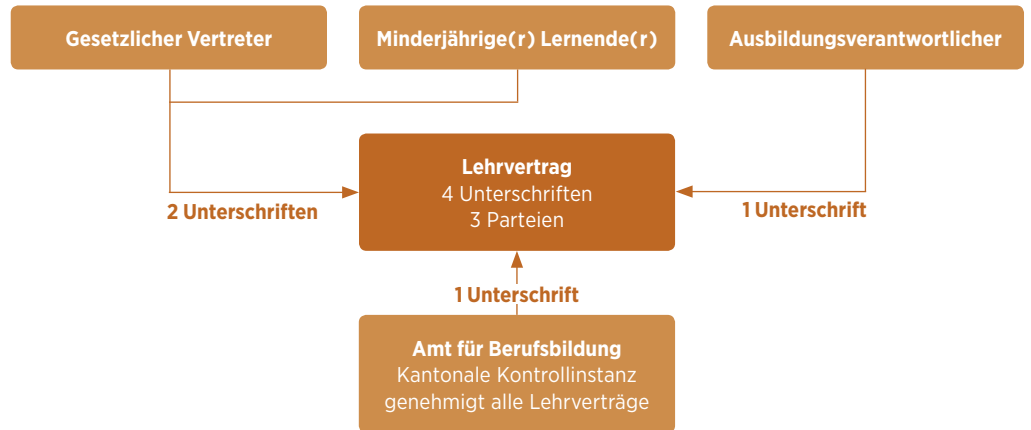 Gesetzlicher Vertreter
Minderjährige(r) Lernende(r)
Ausbildungsverantwortlicher
Lehrvertrag
4 Unterschriften
3 Parteien
2 Unterschriften
1 Unterschrift
1 Unterschrift
Amt für Berufsbildung
Kantonale Kontrollinstanz
genehmigt alle Lehrverträge